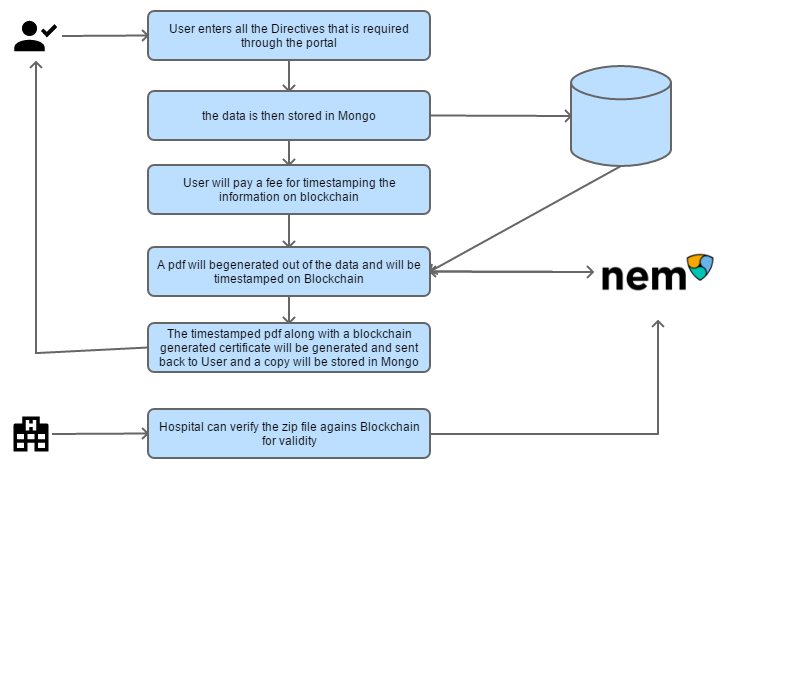 User enters all the Directives that is required
through the portal
the data is then stored in Mongo
User will pay a fee for timestamping the
information on blockchain
A pdf will begenerated out of the data and will be
timestamped on Blockchain
nem
The timestamped pdf along with a blockchain
generated certificate will be generated and sent
back to User and a copy will be stored in Mongo
H
Hospital can verify the zip file agains Blockchain
for validity